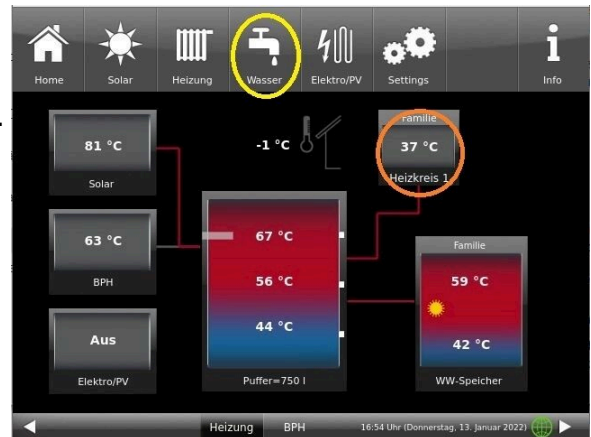 Home Solar Heizung Wasser Elektro/PV Settings Info
81 °C
Solar
-1 °C
Familie
37 °C
Heizkreis 1
63 °C
BPH
67 °C
56 °C
44 °C
Puffer=750 l
Familie
59 °C
42 °C
WW-Speicher
Aus
Elektro/PV
Heizung BPH 16:54 Uhr (Donnerstag, 13. Januar 2022)